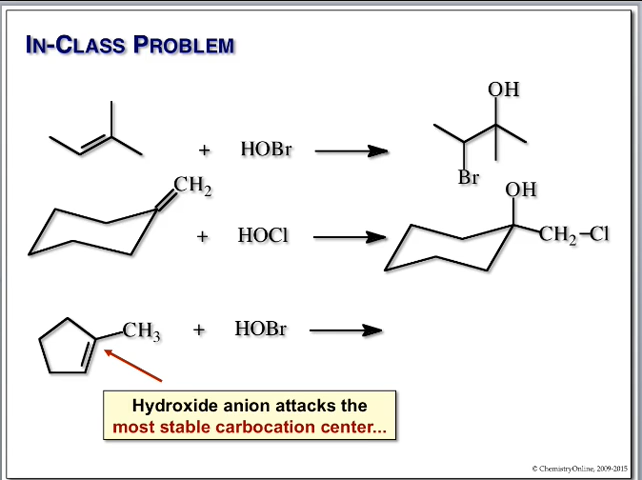 IN-CLASS PROBLEM
OH
+ HOBr
Br
CH2
OH
+ HOCl
CH2–Cl
CH3 + HOBr
Hydroxide anion attacks the
most stable carbocation center...
© ChemistryOnline, 2009-2015